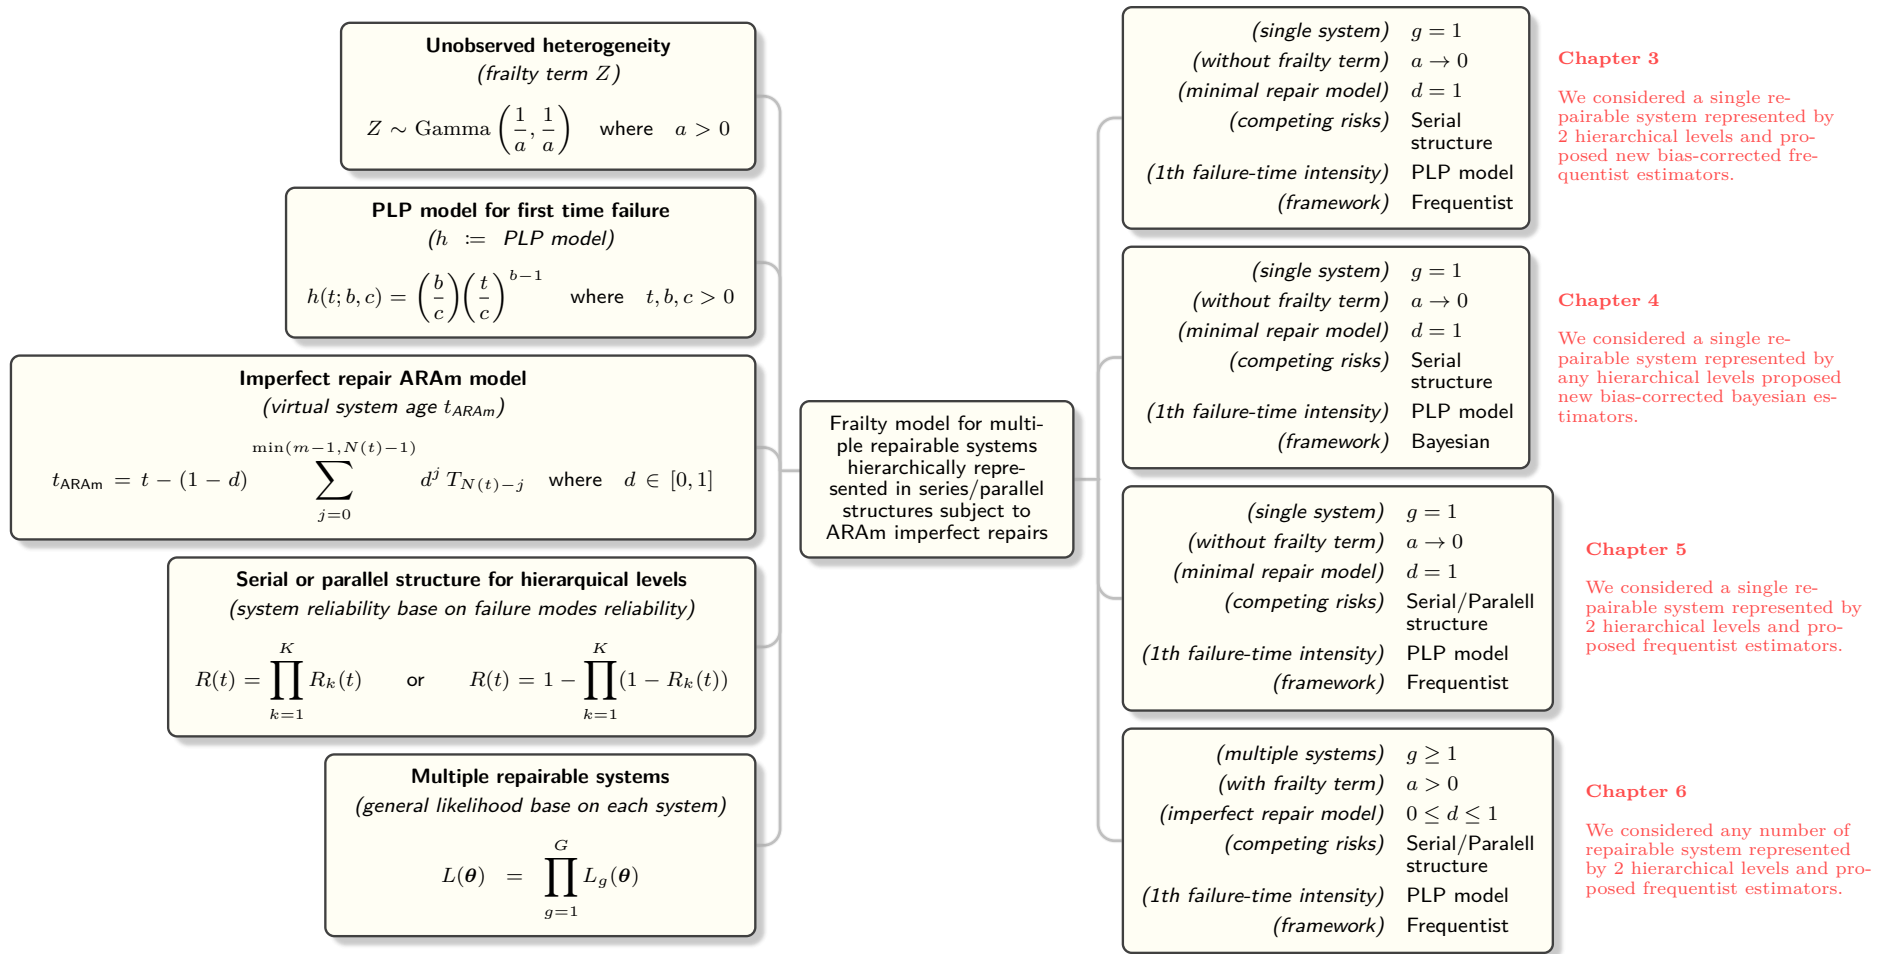 Unobserved heterogeneity
(frailty term Z)
Z ∼ Gamma (1/a, 1/a) where a > 0
PLP model for first time failure
(h := PLP model)
h(t; b, c) = (b/c)(t/c)^{b−1} where t, b, c > 0
Imperfect repair ARAm model
(virtual system age t_{ARAm})
t_{ARAm} = t − (1 − d) ∑_{j=0}^{min(m−1,N(t)−1)} d^j T_{N(t)−j} where d ∈ [0, 1]
Serial or parallel structure for hierarquical levels
(system reliability base on failure modes reliability)
R(t) = ∏_{k=1}^{K} R_k(t) or R(t) = 1 − ∏_{k=1}^{K} (1 − R_k(t))
Multiple repairable systems
(general likelihood base on each system)
L(θ) = ∏_{g=1}^{G} L_g(θ)
Frailty model for multi-
ple repairable systems
hierarchically repre-
sented in series/parallel
structures subject to
ARAm imperfect repairs
(single system) g = 1
(without frailty term) a → 0
(minimal repair model) d = 1
(competing risks) Serial
structure
(1th failure-time intensity) PLP model
(framework) Frequentist
Chapter 3
We considered a single re-
pairable system represented by
2 hierarchical levels and pro-
posed new bias-corrected fre-
quentist estimators.
(single system) g = 1
(without frailty term) a → 0
(minimal repair model) d = 1
(competing risks) Serial
structure
(1th failure-time intensity) PLP model
(framework) Bayesian
Chapter 4
We considered a single re-
pairable system represented by
any hierarchical levels proposed
new bias-corrected bayesian es-
timators.
(single system) g = 1
(without frailty term) a → 0
(minimal repair model) d = 1
(competing risks) Serial/Paralell
structure
(1th failure-time intensity) PLP model
(framework) Frequentist
Chapter 5
We considered a single re-
pairable system represented by
2 hierarchical levels and pro-
posed frequentist estimators.
(multiple systems) g ≥ 1
(with frailty term) a > 0
(imperfect repair model) 0 ≤ d ≤ 1
(competing risks) Serial/Paralell
structure
(1th failure-time intensity) PLP model
(framework) Frequentist
Chapter 6
We considered any number of
repairable system represented
by 2 hierarchical levels and pro-
posed frequentist estimators.